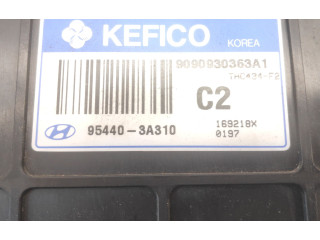 KEFICO
KOREA
9090930363A1
THC434-F2
C2
95440-3A310
169218X
0197